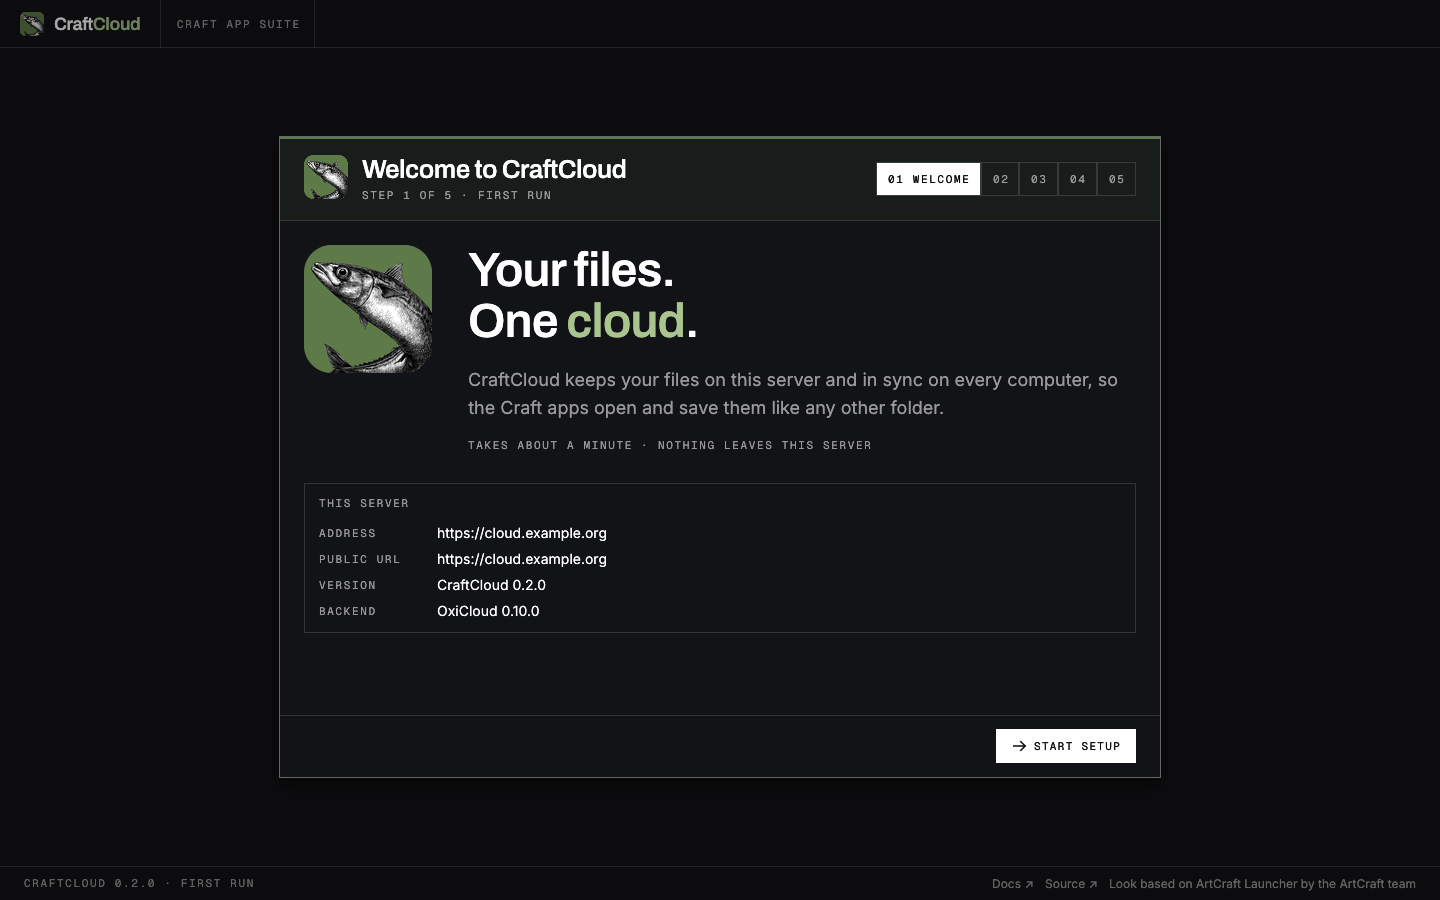 CraftCloud
CRAFT APP SUITE
Welcome to CraftCloud
STEP 1 OF 5 · FIRST RUN
01 WELCOME
02
03
04
05
Your files.
One cloud.
CraftCloud keeps your files on this server and in sync on every computer, so
the Craft apps open and save them like any other folder.
TAKES ABOUT A MINUTE · NOTHING LEAVES THIS SERVER
THIS SERVER
ADDRESS https://cloud.example.org
PUBLIC URL https://cloud.example.org
VERSION CraftCloud 0.2.0
BACKEND OxiCloud 0.10.0
→ START SETUP
CRAFTCLOUD 0.2.0 · FIRST RUN
Docs ↗ Source ↗ Look based on ArtCraft Launcher by the ArtCraft team